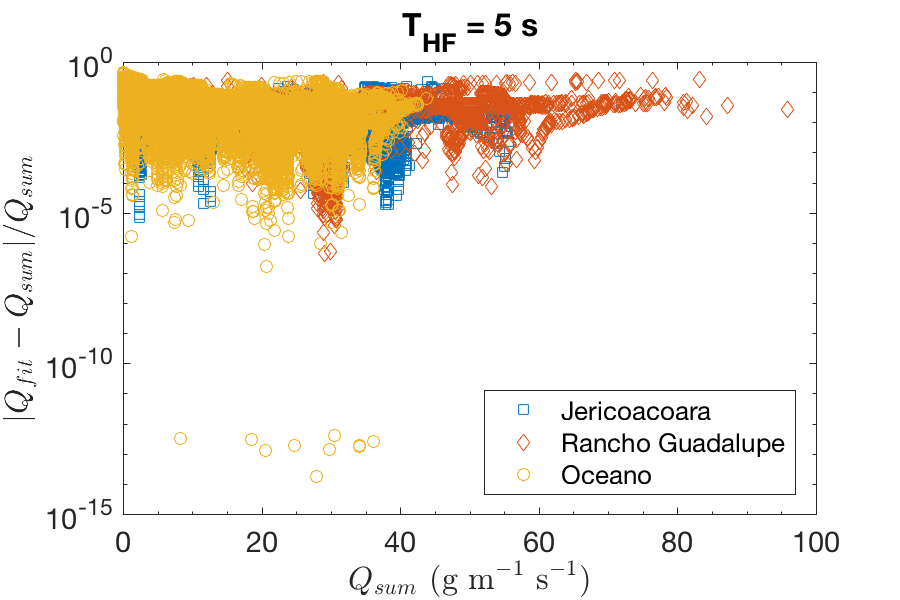 T_HF = 5 s
10^0
10^-5
10^-10
10^-15
|Q_fit − Q_sum|/Q_sum
Jericoacoara
Rancho Guadalupe
Oceano
0 20 40 60 80 100
Q_sum (g m^−1 s^−1)